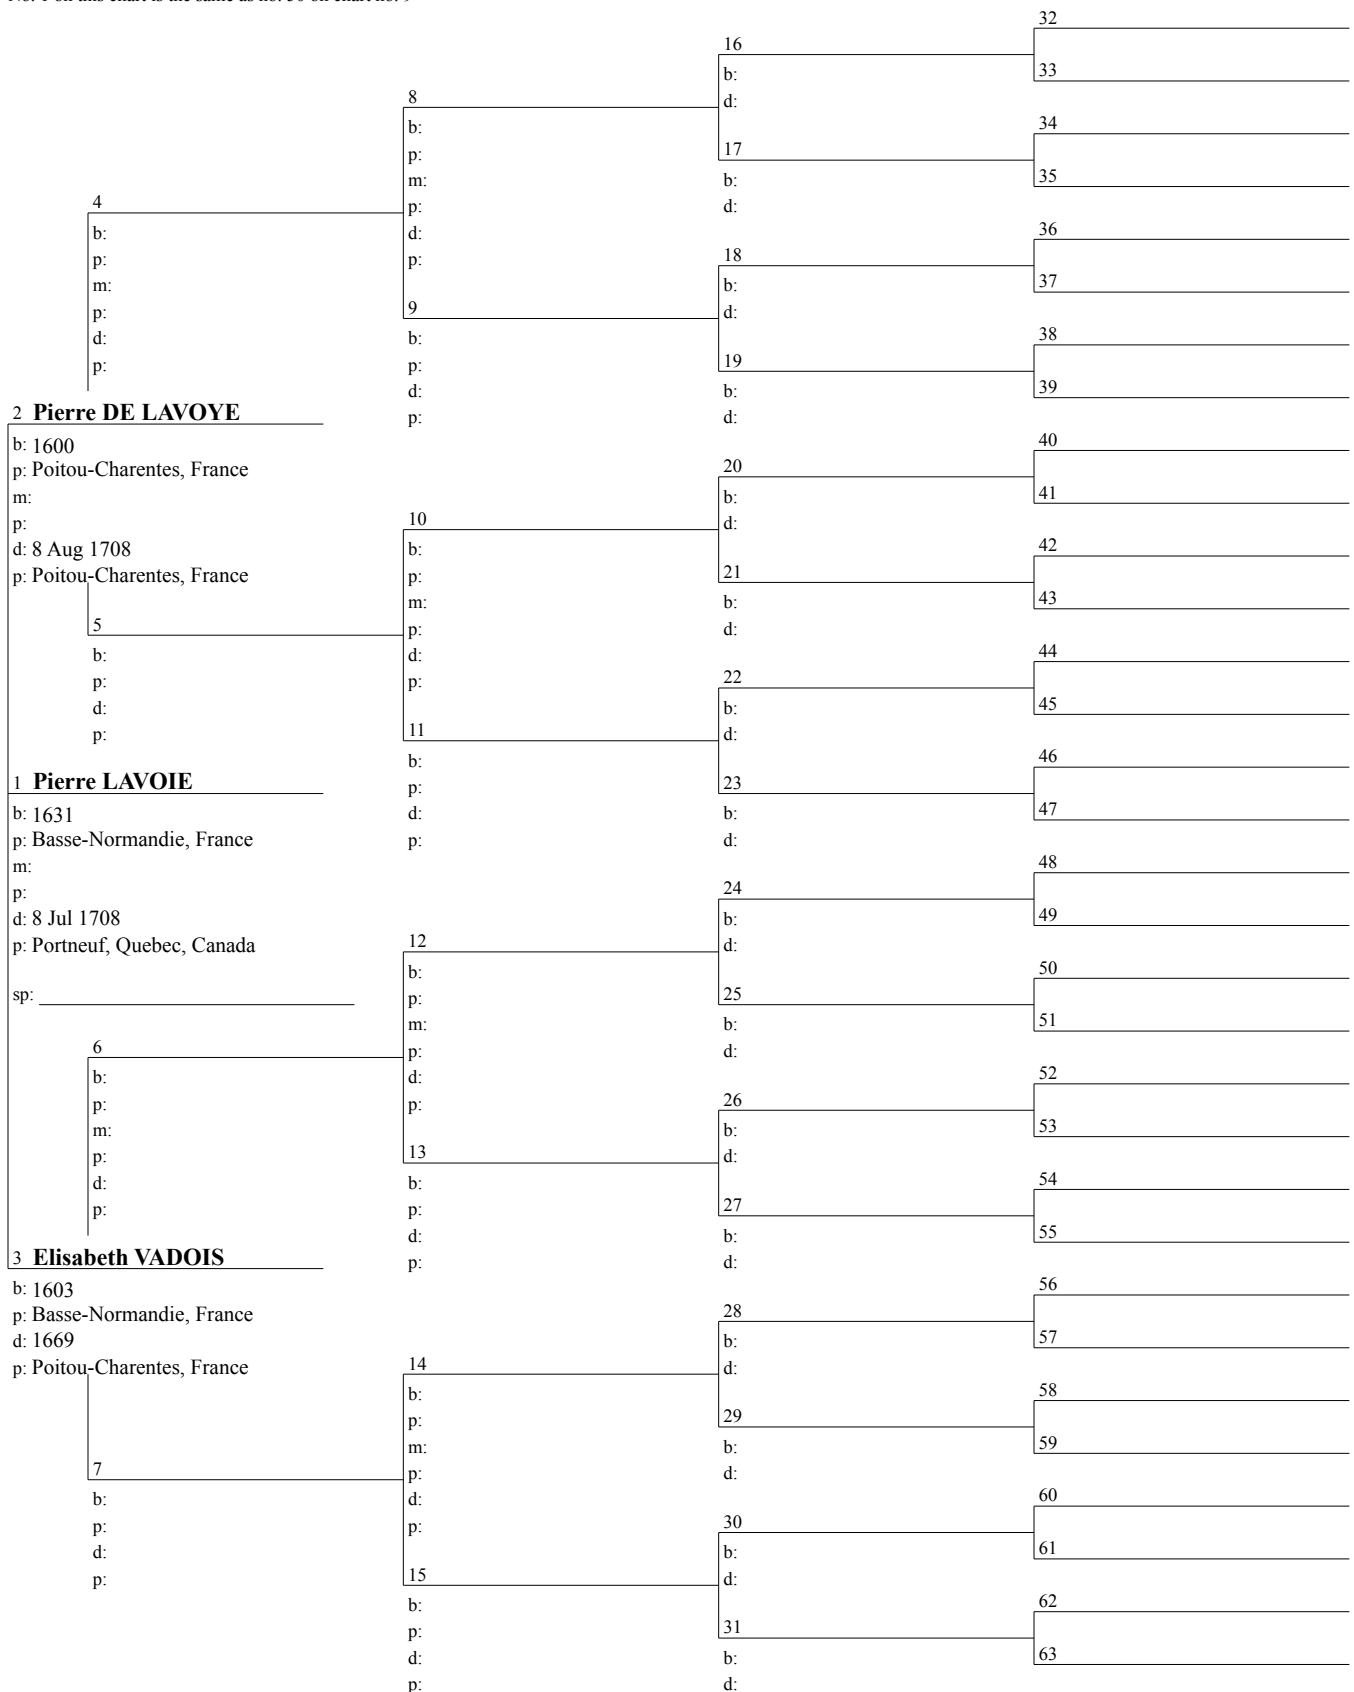 No. 1 on this chart is the same as no. on chart no. 9
4
b:
p:
m:
p:
d:
p:
2 Pierre DE LAVOYE
b: 1600
p: Poitou-Charentes, France
m:
p:
d: 8 Aug 1708
p: Poitou-Charentes, France
5
b:
p:
d:
p:
1 Pierre LAVOIE
b: 1631
p: Basse-Normandie, France
m:
p:
d: 8 Jul 1708
p: Portneuf, Quebec, Canada
sp:
6
b:
p:
m:
p:
d:
p:
3 Elisabeth VADOIS
b: 1603
p: Basse-Normandie, France
d: 1669
p: Poitou-Charentes, France
7
b:
p:
d:
p:
8
b:
p:
m:
p:
d:
p:
9
b:
p:
d:
p:
10
b:
p:
m:
p:
d:
p:
11
b:
p:
d:
p:
12
b:
p:
m:
p:
d:
p:
13
b:
p:
d:
p:
14
b:
p:
m:
p:
d:
p:
15
b:
p:
d:
p:
16
b:
d:
17
b:
d:
18
b:
d:
19
b:
d:
20
b:
d:
21
b:
d:
22
b:
d:
23
b:
d:
24
b:
d:
25
b:
d:
26
b:
d:
27
b:
d:
28
b:
d:
29
b:
d:
30
b:
d:
31
b:
d:
32
33
34
35
36
37
38
39
40
41
42
43
44
45
46
47
48
49
50
51
52
53
54
55
56
57
58
59
60
61
62
63